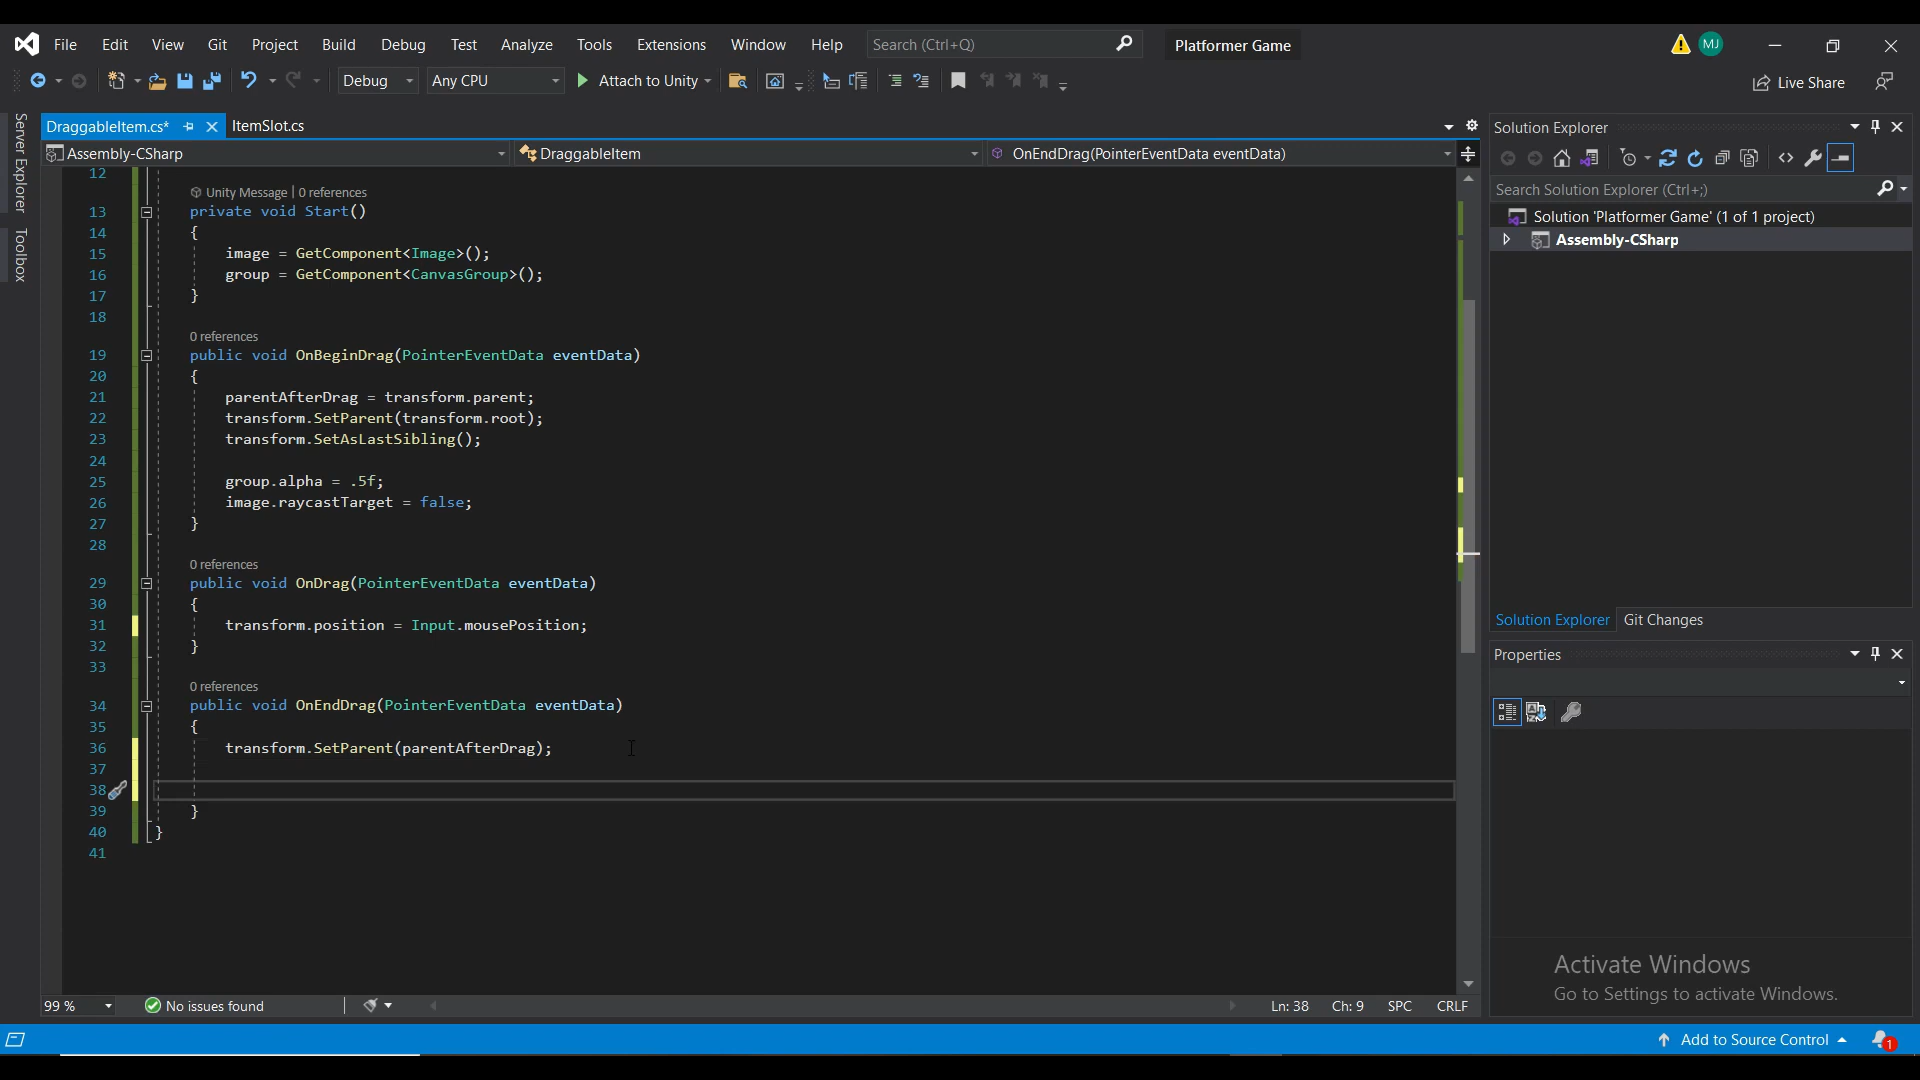 File Edit View Git Project Build Debug Test Analyze Tools Extensions Window Help Search (Ctrl+Q) Platformer Game MJ
Debug Any CPU Attach to Unity Live Share
Server Explorer
Toolbox
DraggableItem.cs* ItemSlot.cs
Assembly-CSharp DraggableItem OnEndDrag(PointerEventData eventData)
12
Unity Message | 0 references
13 private void Start()
14 {
15 image = GetComponent<Image>();
16 group = GetComponent<CanvasGroup>();
17 }
18
0 references
19 public void OnBeginDrag(PointerEventData eventData)
20 {
21 parentAfterDrag = transform.parent;
22 transform.SetParent(transform.root);
23 transform.SetAsLastSibling();
24
25 group.alpha = .5f;
26 image.raycastTarget = false;
27 }
28
0 references
29 public void OnDrag(PointerEventData eventData)
30 {
31 transform.position = Input.mousePosition;
32 }
33
0 references
34 public void OnEndDrag(PointerEventData eventData)
35 {
36 transform.SetParent(parentAfterDrag);
37
38
39 }
40 }
41
99 % No issues found Ln: 38 Ch: 9 SPC CRLF
Solution Explorer
Search Solution Explorer (Ctrl+;)
Solution 'Platformer Game' (1 of 1 project)
Assembly-CSharp
Solution Explorer Git Changes
Properties
Activate Windows
Go to Settings to activate Windows.
Add to Source Control 1